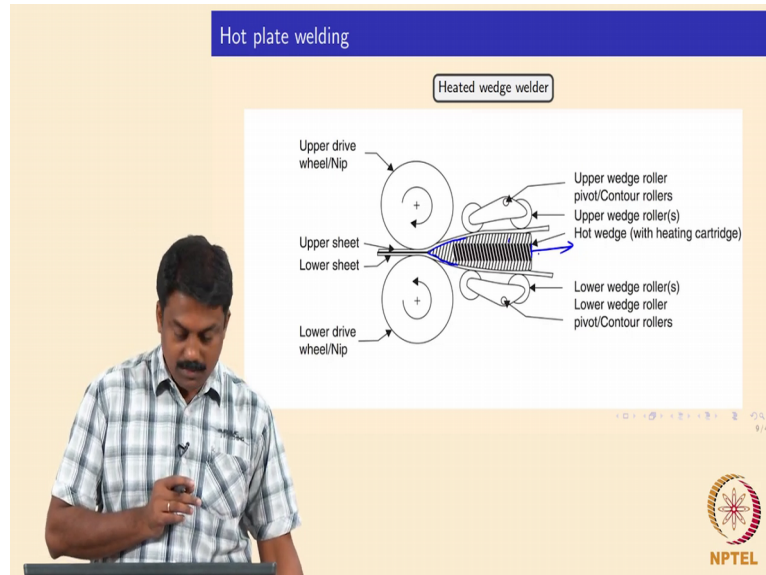 Hot plate welding
Heated wedge welder
Upper drive
wheel/Nip
Upper wedge roller
pivot/Contour rollers
Upper wedge roller(s)
Hot wedge (with heating cartridge)
Upper sheet
Lower sheet
Lower wedge roller(s)
Lower wedge roller
pivot/Contour rollers
Lower drive
wheel/Nip
NPTEL